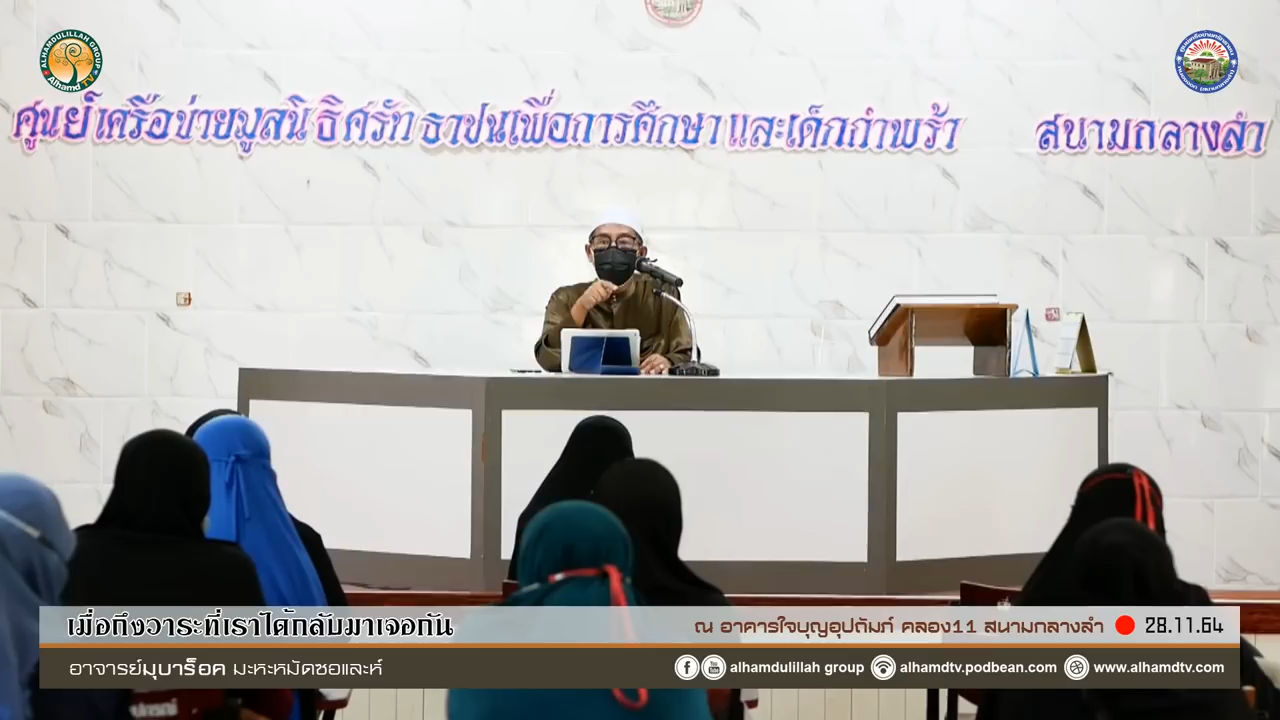 ALHAMDULILLAH GROUP
Alhamd TV
ศูนย์เครือข่ายมูลนิธิศรัทธาชนเพื่อการศึกษาและเด็กกำพร้า สนามกลางลำ
เมื่อถึงวาระที่เราได้กลับมาเจอกัน
ณ อาคารใจบุญอุปถัมภ์ คลอง11 สนามกลางลำ 28.11.64
อาจารย์มุบาร็อค มะหะหมัดซอและห์
alhamdulillah group alhamdtv.podbean.com www.alhamdtv.com